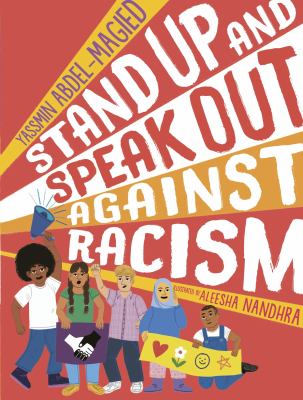 YASSMIN ABDEL-MAGIED
STAND UP AND
SPEAK OUT
AGAINST
RACISM
ILLUSTRATED BY ALEESHA NANDHRA